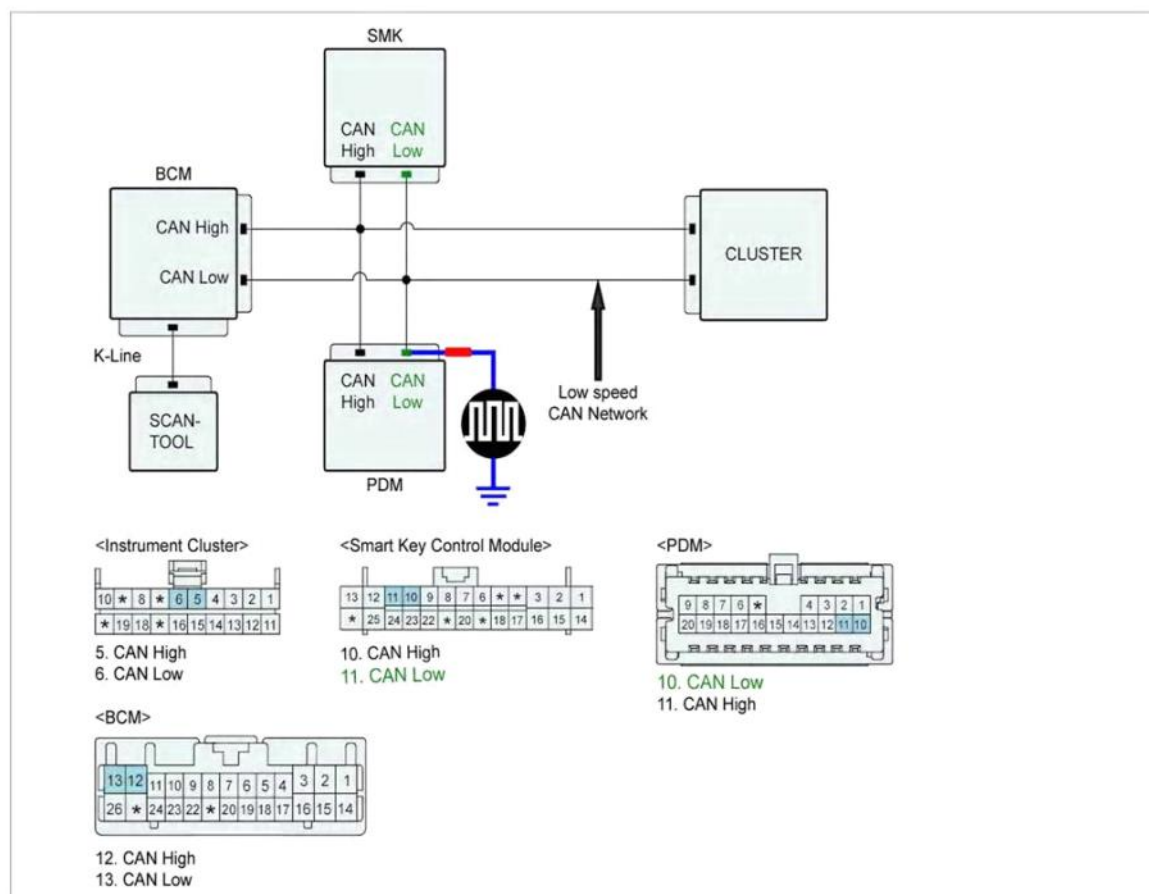 SMK
CAN High
CAN Low
BCM
CAN High
CAN Low
CLUSTER
K-Line
SCAN-
TOOL
CAN High
CAN Low
PDM
Low speed
CAN Network
<Instrument Cluster>
10 * 8 * 6 5 4 3 2 1
* 19 18 * 16 15 14 13 12 11
5. CAN High
6. CAN Low
<Smart Key Control Module>
13 12 11 10 9 8 7 6 * * 3 2 1
* 25 24 23 22 * 20 * 18 17 16 15 14
10. CAN High
11. CAN Low
<PDM>
9 8 7 6 * 4 3 2 1
20 19 18 17 16 15 14 13 12 11 10
10. CAN Low
11. CAN High
<BCM>
13 12 11 10 9 8 7 6 5 4 3 2 1
26 * 24 23 22 * 20 19 18 17 16 15 14
12. CAN High
13. CAN Low